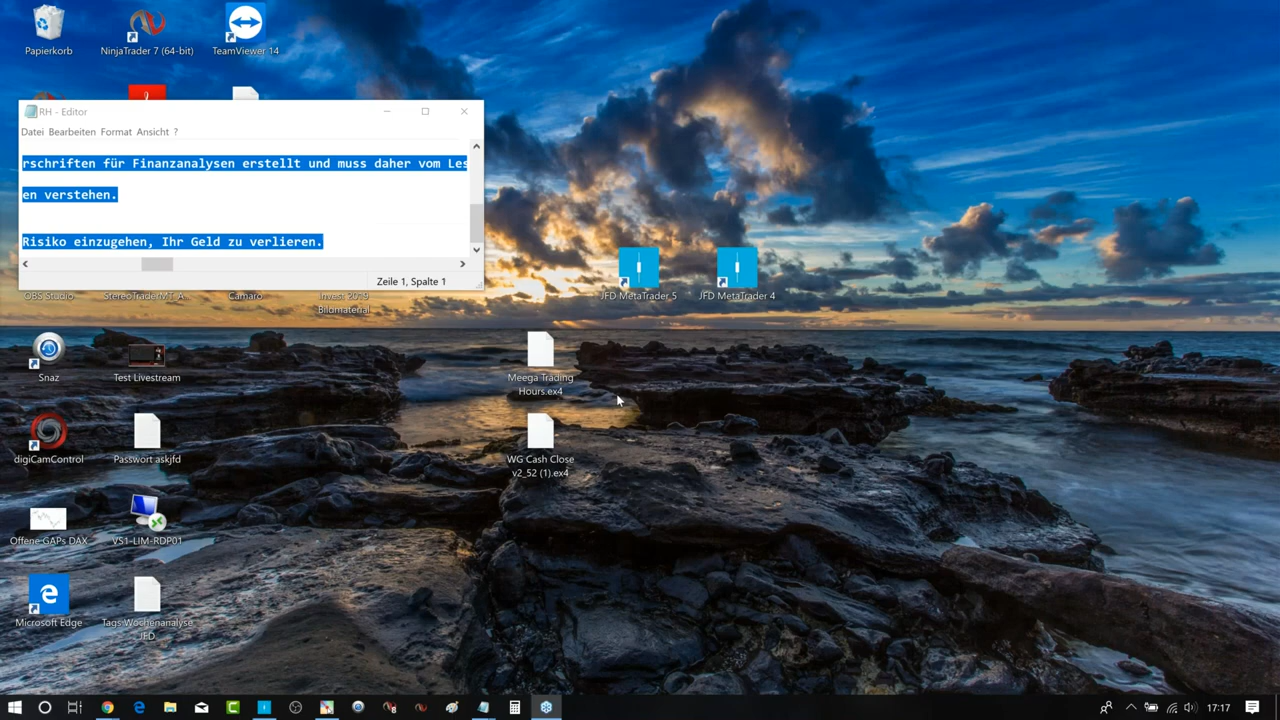 Papierkorb
NinjaTrader 7 (64-bit)
TeamViewer 14
RH - Editor
Datei Bearbeiten Format Ansicht ?
rschriften für Finanzanalysen erstellt und muss daher vom Les
en verstehen.
Risiko einzugehen, Ihr Geld zu verlieren.
Zeile 1, Spalte 1
OBS Studio
StereoTraderMT A
Camaro
Invest 2019
Bildmaterial
JFD MetaTrader 5
JFD MetaTrader 4
Snaz
Test Livestream
Meega Trading
Hours.ex4
digiCamControl
Passwort askjfd
WG Cash Close
v2_52 (1).ex4
Offene GAPs DAX
VS1-LIM-RDP01
Microsoft Edge
Tags Wochenanalyse
JFD
17:17